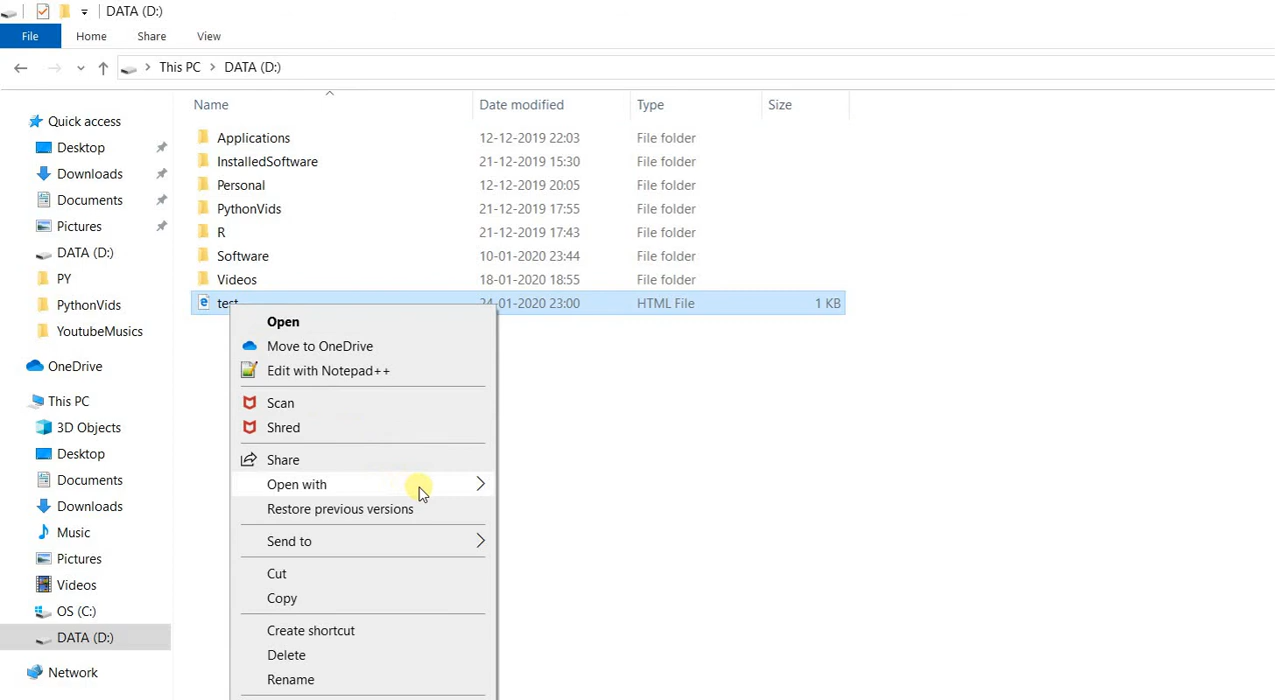 DATA (D:)
File Home Share View
This PC DATA (D:)
Name Date modified Type Size
Quick access
Desktop
Downloads
Documents
Pictures
DATA (D:)
PY
PythonVids
YoutubeMusics
OneDrive
This PC
3D Objects
Desktop
Documents
Downloads
Music
Pictures
Videos
OS (C:)
DATA (D:)
Network
Applications 12-12-2019 22:03 File folder
InstalledSoftware 21-12-2019 15:30 File folder
Personal 12-12-2019 20:05 File folder
PythonVids 21-12-2019 17:55 File folder
R 21-12-2019 17:43 File folder
Software 10-01-2020 23:44 File folder
Videos 18-01-2020 18:55 File folder
test 24-01-2020 23:00 HTML File 1 KB
Open
Move to OneDrive
Edit with Notepad++
Scan
Shred
Share
Open with
Restore previous versions
Send to
Cut
Copy
Create shortcut
Delete
Rename